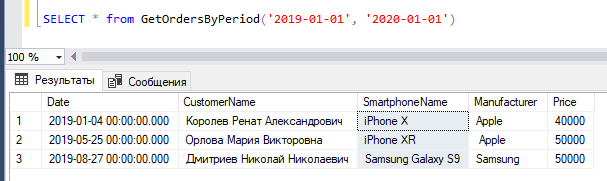 SELECT * from GetOrdersByPeriod('2019-01-01', '2020-01-01')
100 %
Результаты Сообщения
Date CustomerName SmartphoneName Manufacturer Price
1 2019-01-04 00:00:00.000 Королев Ренат Александрович iPhone X Apple 40000
2 2019-05-25 00:00:00.000 Орлова Мария Викторовна iPhone XR Apple 50000
3 2019-08-27 00:00:00.000 Дмитриев Николай Николаевич Samsung Galaxy S9 Samsung 50000